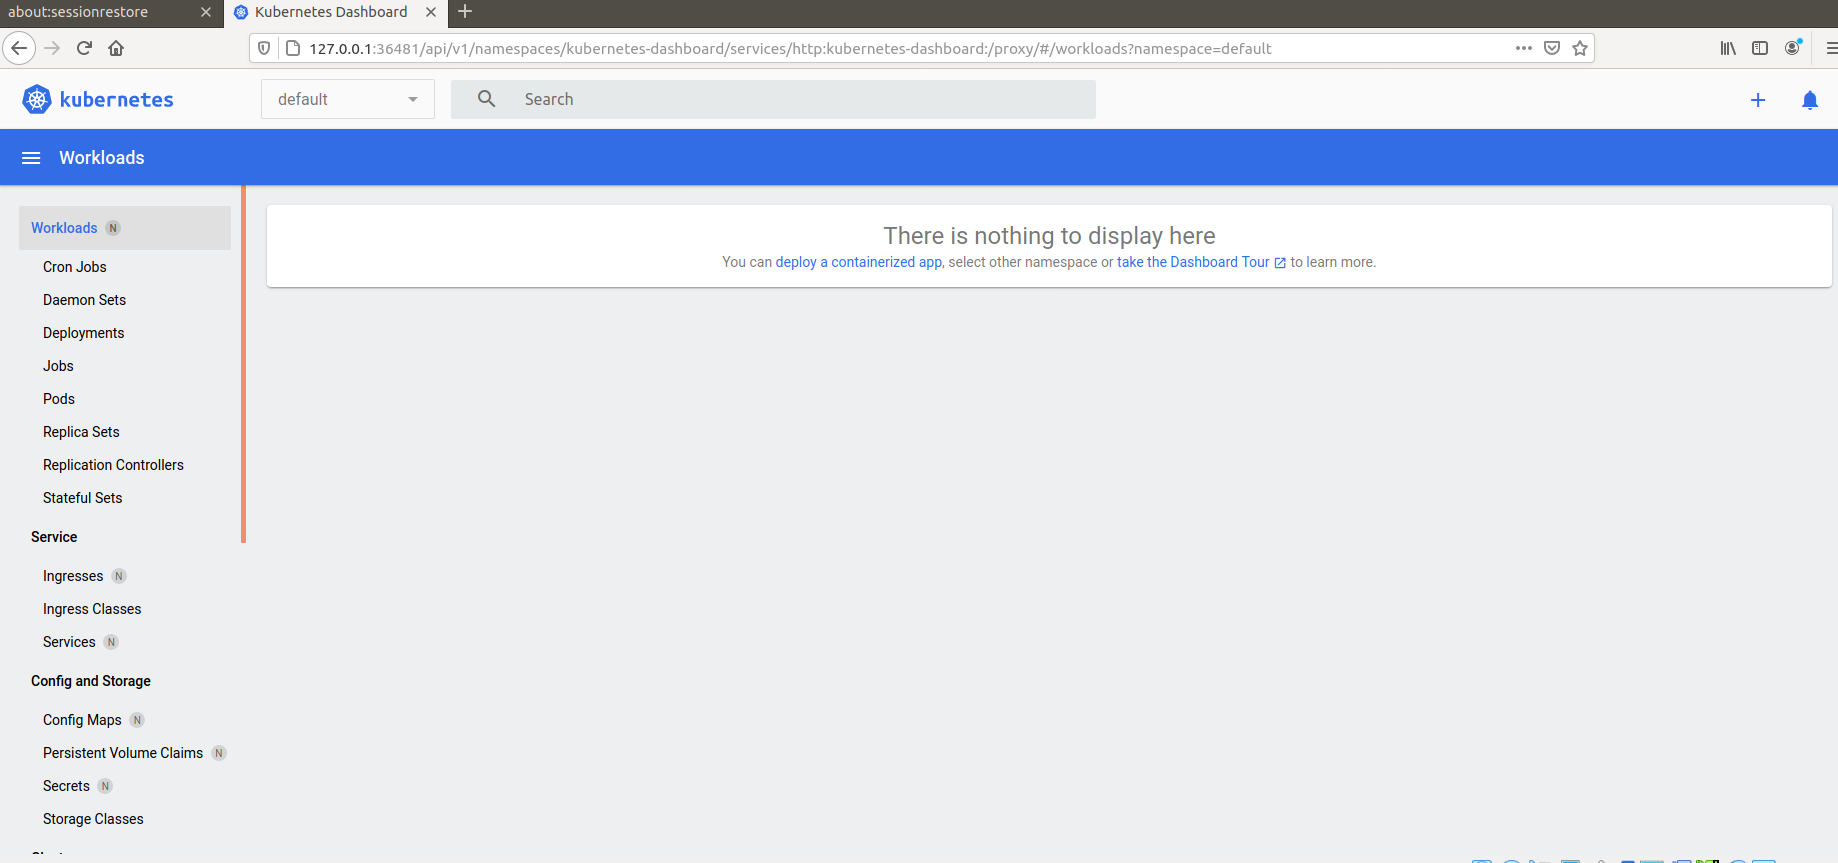 about:sessionrestore
Kubernetes Dashboard
127.0.0.1:36481/api/v1/namespaces/kubernetes-dashboard/services/http:kubernetes-dashboard:/proxy/#/workloads?namespace=default
kubernetes
default
Search
Workloads
Workloads N
Cron Jobs
Daemon Sets
Deployments
Jobs
Pods
Replica Sets
Replication Controllers
Stateful Sets
Service
Ingresses N
Ingress Classes
Services N
Config and Storage
Config Maps N
Persistent Volume Claims N
Secrets N
Storage Classes
There is nothing to display here
You can deploy a containerized app, select other namespace or take the Dashboard Tour to learn more.